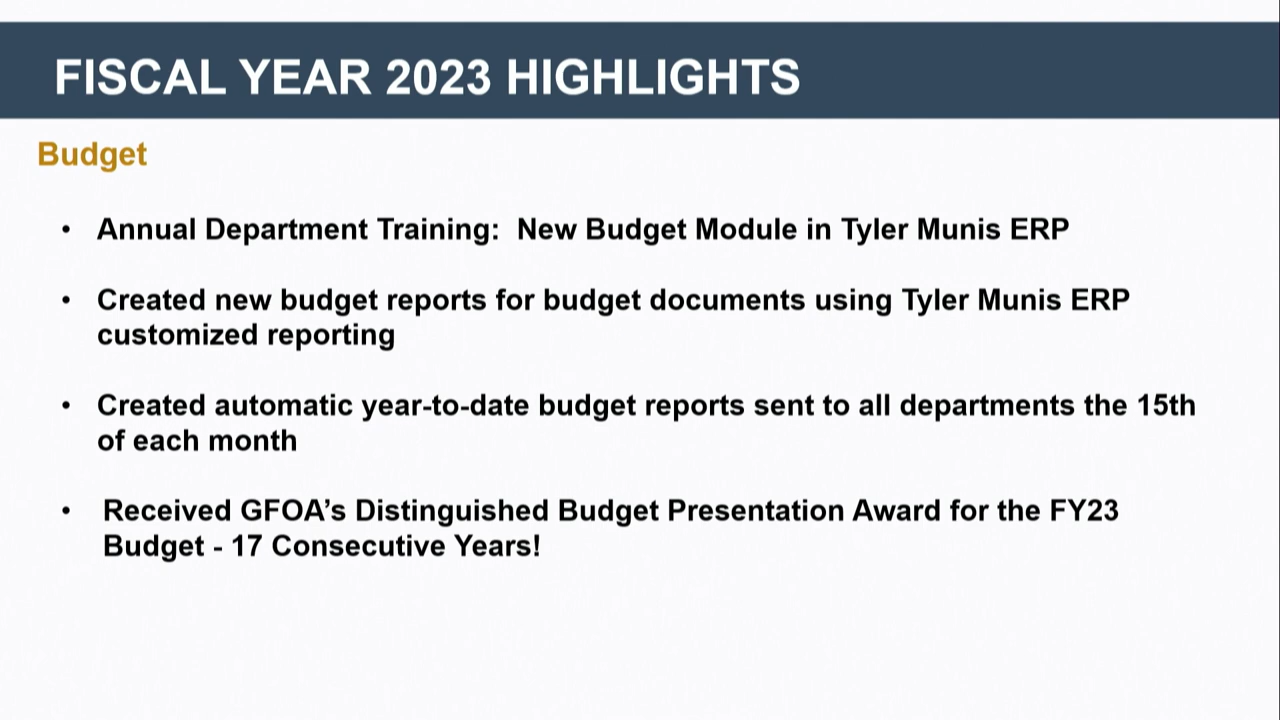 FISCAL YEAR 2023 HIGHLIGHTS
Budget
• Annual Department Training:  New Budget Module in Tyler Munis ERP
• Created new budget reports for budget documents using Tyler Munis ERP
customized reporting
• Created automatic year-to-date budget reports sent to all departments the 15th
of each month
• Received GFOA’s Distinguished Budget Presentation Award for the FY23
Budget - 17 Consecutive Years!